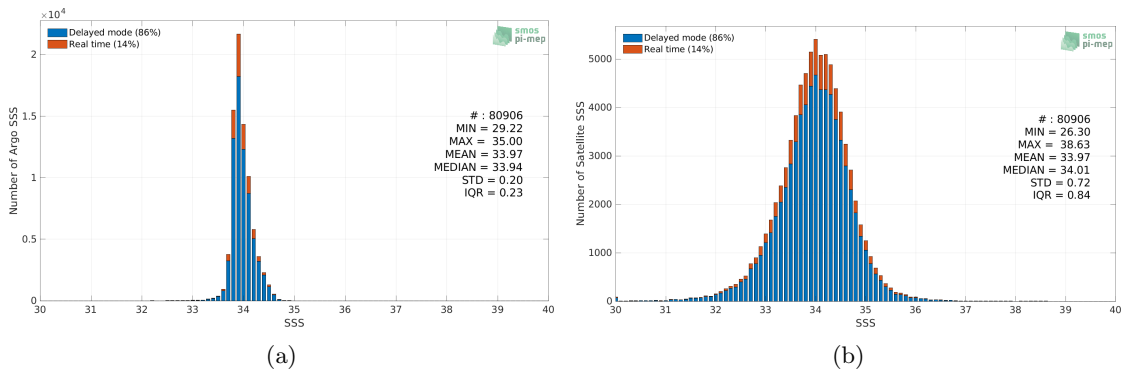 ×10⁴
Delayed mode (86%)
Real time (14%)
smos
pi-mep
# : 80906
MIN = 29.22
MAX = 35.00
MEAN = 33.97
MEDIAN = 33.94
STD = 0.20
IQR = 0.23
Number of Argo SSS
2
1.5
1
0.5
0
30 31 32 33 34 35 36 37 38 39 40
SSS
(a)
Delayed mode (86%)
Real time (14%)
smos
pi-mep
# : 80906
MIN = 26.30
MAX = 38.63
MEAN = 33.97
MEDIAN = 34.01
STD = 0.72
IQR = 0.84
Number of Satellite SSS
5000
4000
3000
2000
1000
0
30 31 32 33 34 35 36 37 38 39 40
SSS
(b)